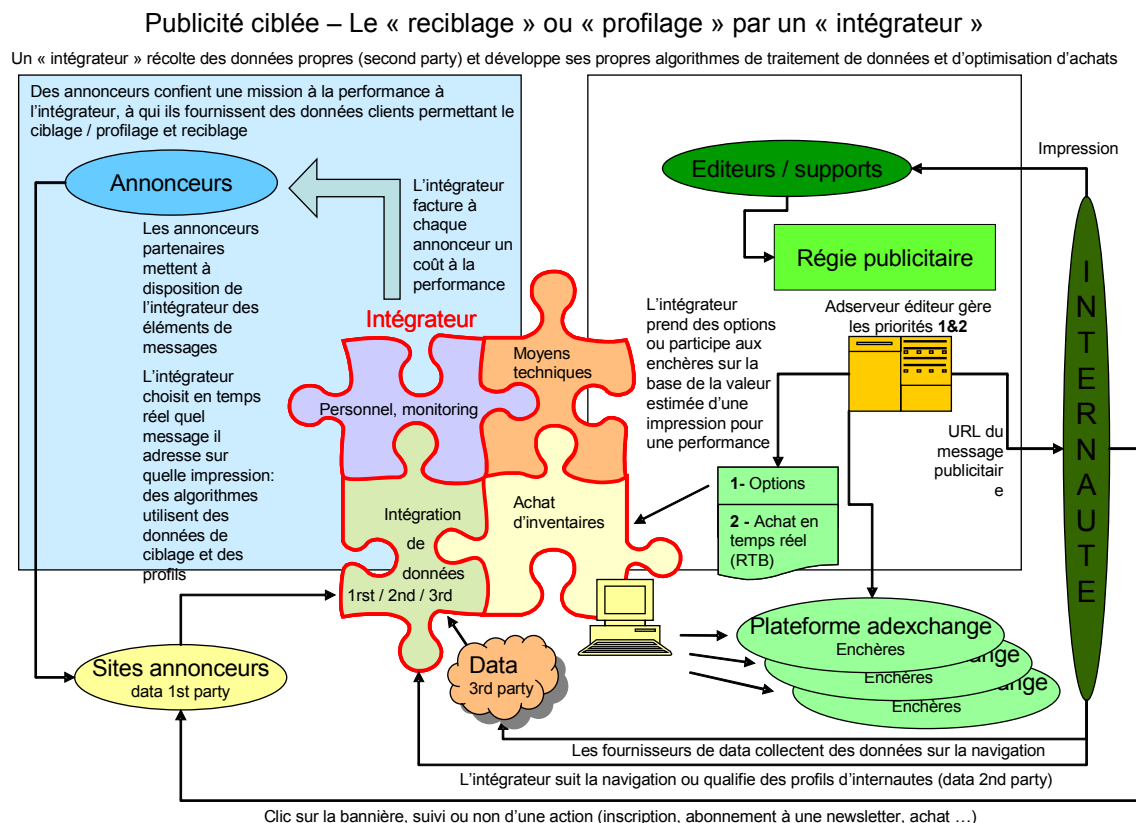 Publicité ciblée – Le « reciblage » ou « profilage » par un « intégrateur »
Un « intégrateur » récolte des données propres (second party) et développe ses propres algorithmes de traitement de données et d'optimisation d'achats
Des annonceurs confient une mission à la performance à
l'intégrateur, à qui ils fournissent des données clients permettant le
ciblage / profilage et reciblage
Annonceurs
L'intégrateur
facture à
chaque
annonceur un
coût à la
performance
Les annonceurs
partenaires
mettent à
disposition de
l'intégrateur des
éléments de
messages
L'intégrateur
choisit en temps
réel quel
message il
adresse sur
quelle impression:
des algorithmes
utilisent des
données de
ciblage et des
profils
Intégrateur
Moyens
techniques
Personnel, monitoring
Intégration
de
données
1rst / 2nd / 3rd
Achat
d'inventaires
Impression
Editeurs / supports
Régie publicitaire
L'intégrateur
prend des options
ou participe aux
enchères sur la
base de la valeur
estimée d'une
impression pour
une performance
Adserveur éditeur gère
les priorités 1&2
URL du
message
publicitair
e
INTERNAUTE
1- Options
2 - Achat en
temps réel
(RTB)
Plateforme adexchange
Enchères
ange
Enchères
ange
Enchères
Sites annonceurs
data 1st party
Data
3rd party
Les fournisseurs de data collectent des données sur la navigation
L'intégrateur suit la navigation ou qualifie des profils d'internautes (data 2nd party)
Clic sur la bannière, suivi ou non d'une action (inscription, abonnement à une newsletter, achat …)